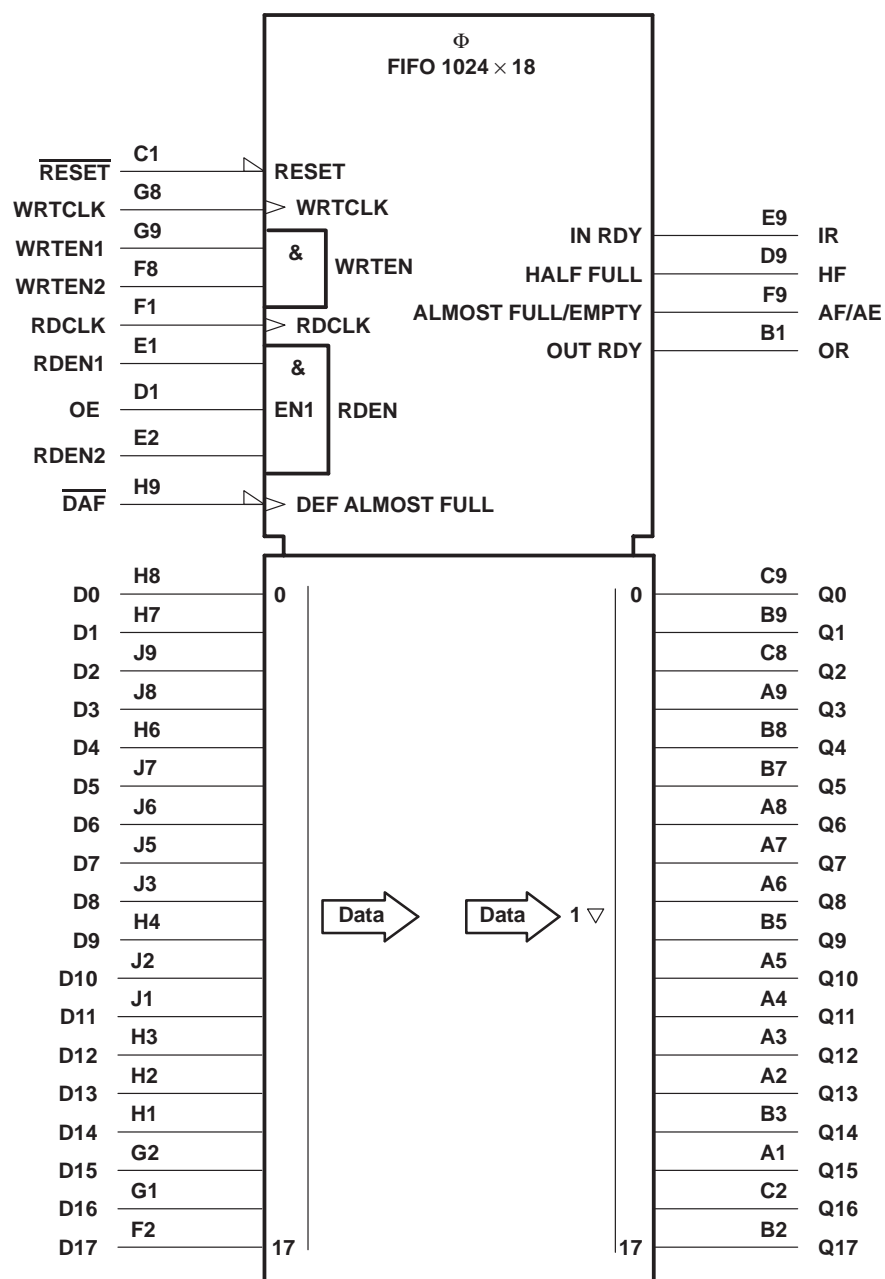 Φ
FIFO 1024 × 18
RESET C1 RESET
WRTCLK G8 WRTCLK
WRTEN1 G9 & WRTEN
WRTEN2 F8
RDCLK F1 RDCLK
RDEN1 E1 &
OE D1 EN1 RDEN
RDEN2 E2
DAF H9 DEF ALMOST FULL
IN RDY E9 IR
HALF FULL D9 HF
ALMOST FULL/EMPTY F9 AF/AE
OUT RDY B1 OR
D0 H8 0 0 C9 Q0
D1 H7 B9 Q1
D2 J9 C8 Q2
D3 J8 A9 Q3
D4 H6 B8 Q4
D5 J7 B7 Q5
D6 J6 A8 Q6
D7 J5 A7 Q7
D8 J3 A6 Q8
Data Data 1 ▽
D9 H4 B5 Q9
D10 J2 A5 Q10
D11 J1 A4 Q11
D12 H3 A3 Q12
D13 H2 A2 Q13
D14 H1 B3 Q14
D15 G2 A1 Q15
D16 G1 C2 Q16
D17 F2 17 17 B2 Q17